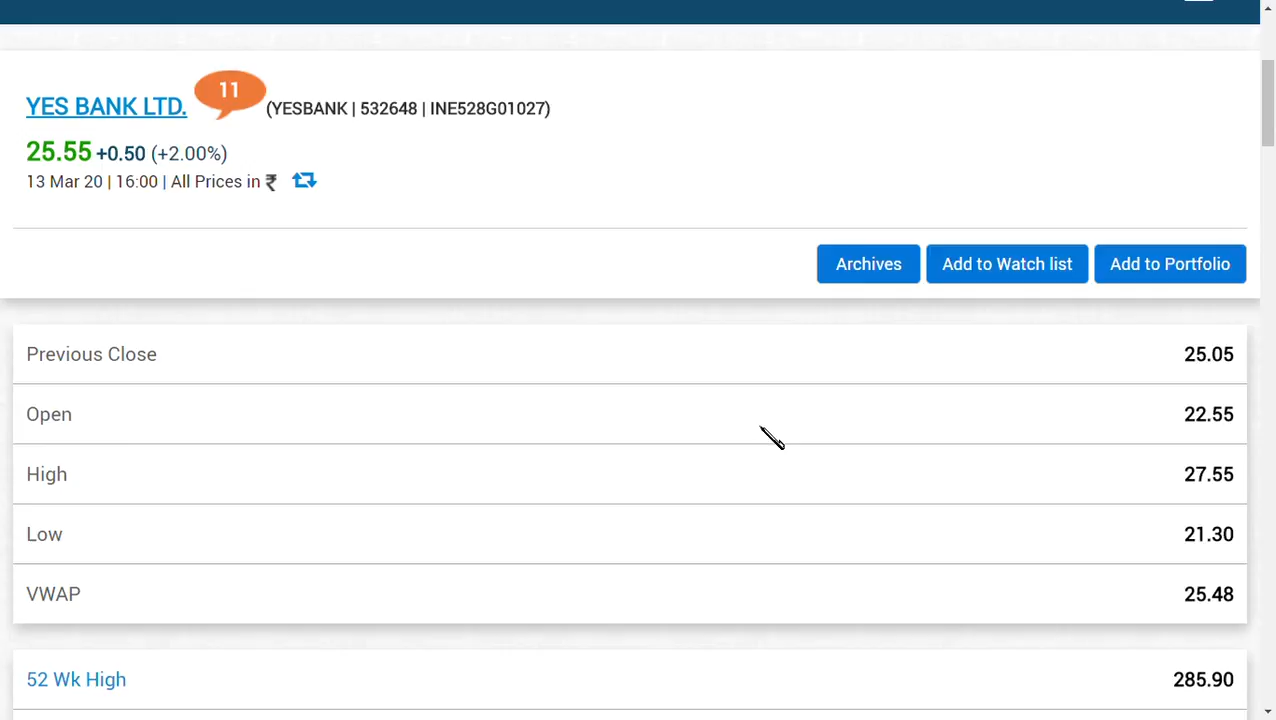 YES BANK LTD. 11 (YESBANK | 532648 | INE528G01027)
25.55 +0.50 (+2.00%)
13 Mar 20 | 16:00 | All Prices in ₹
Archives Add to Watch list Add to Portfolio
Previous Close 25.05
Open 22.55
High 27.55
Low 21.30
VWAP 25.48
52 Wk High 285.90